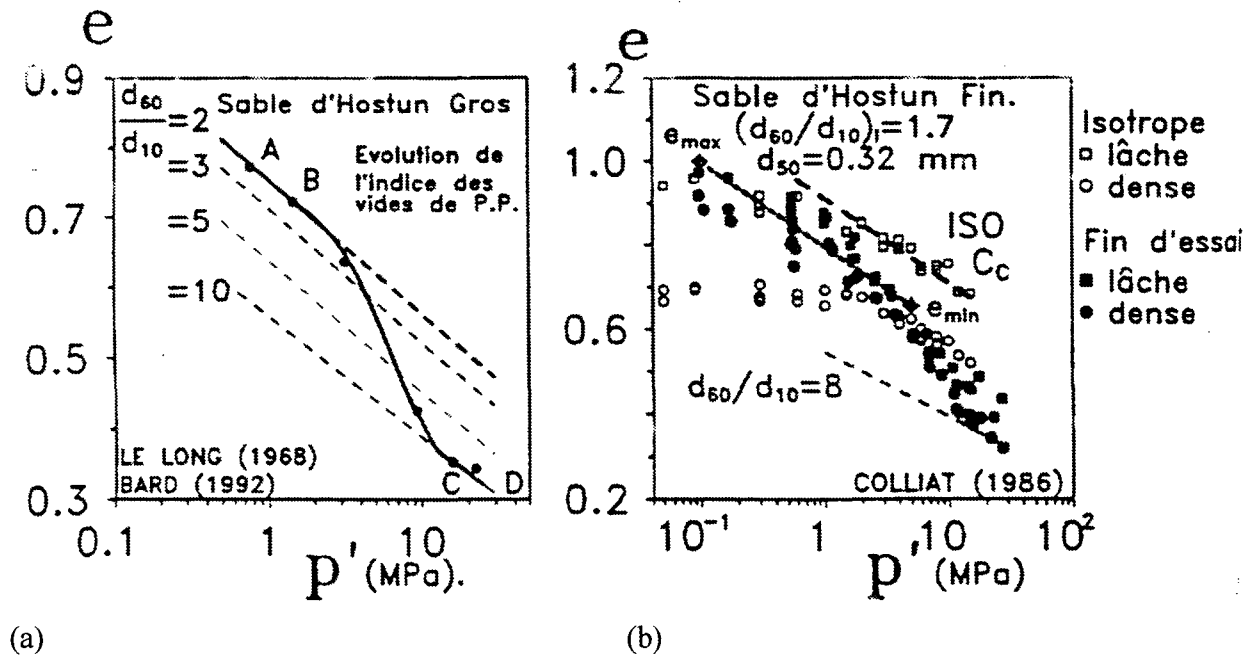 e
0.9
0.7
0.5
0.3
d60/d10 =2
=3
=5
=10
Sable d'Hostun Gros
A
B
Evolution de
l'indice des
vides de P.P.
LE LONG (1968)
BARD (1992)
C
D
0.1
1
10
p' (MPa).
(a)
e
1.2
1.0
0.6
0.2
Sable d'Hostun Fin.
emax
(d60/d10)I=1.7
d50=0.32 mm
ISO
Cc
emin
d60/d10=8
COLLIAT (1986)
10-1
1
10
102
p' (MPa)
Isotrope
lâche
dense
Fin d'essai
lâche
dense
(b)